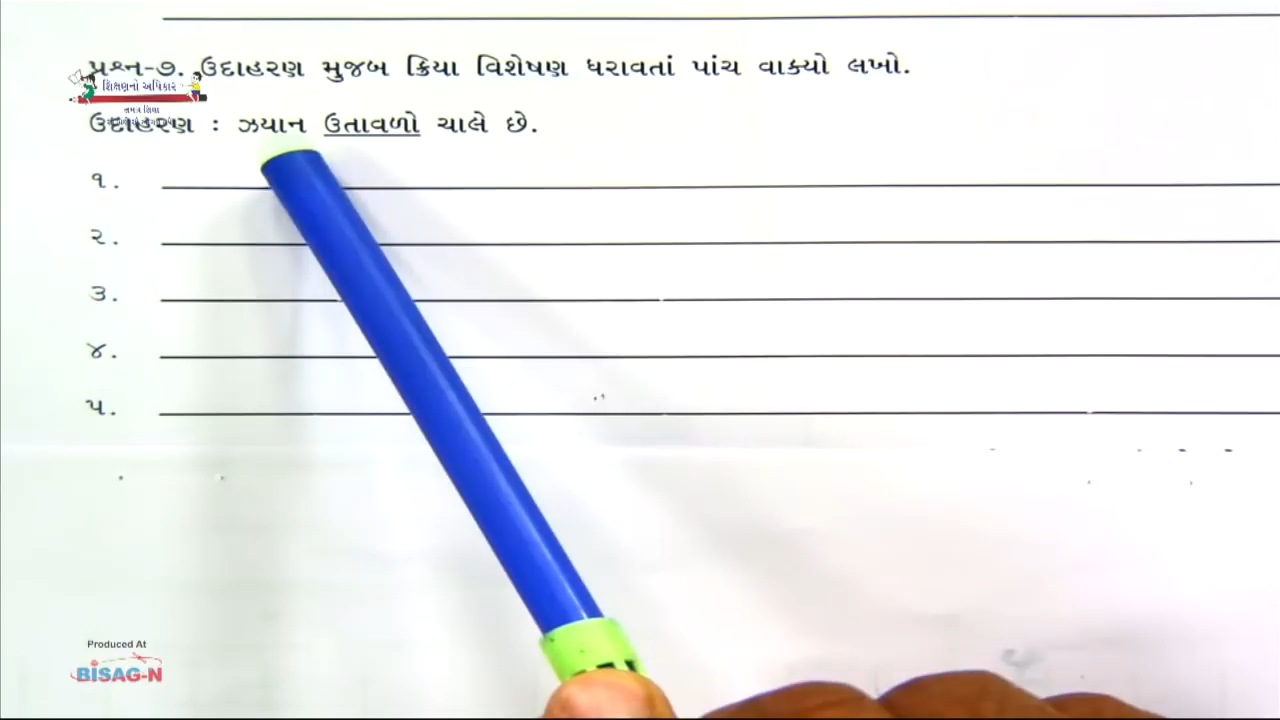 પ્રશ્ન-૭. ઉદાહરણ મુજબ ક્રિયા વિશેષણ ધરાવતાં પાંચ વાક્યો લખો.
શિક્ષણનો અધિકાર
સમગ્ર શિક્ષા
ઉદાહરણ : ઝયાન ઉતાવળો ચાલે છે.
૧.
૨.
૩.
૪.
૫.
Produced At
BISAG-N